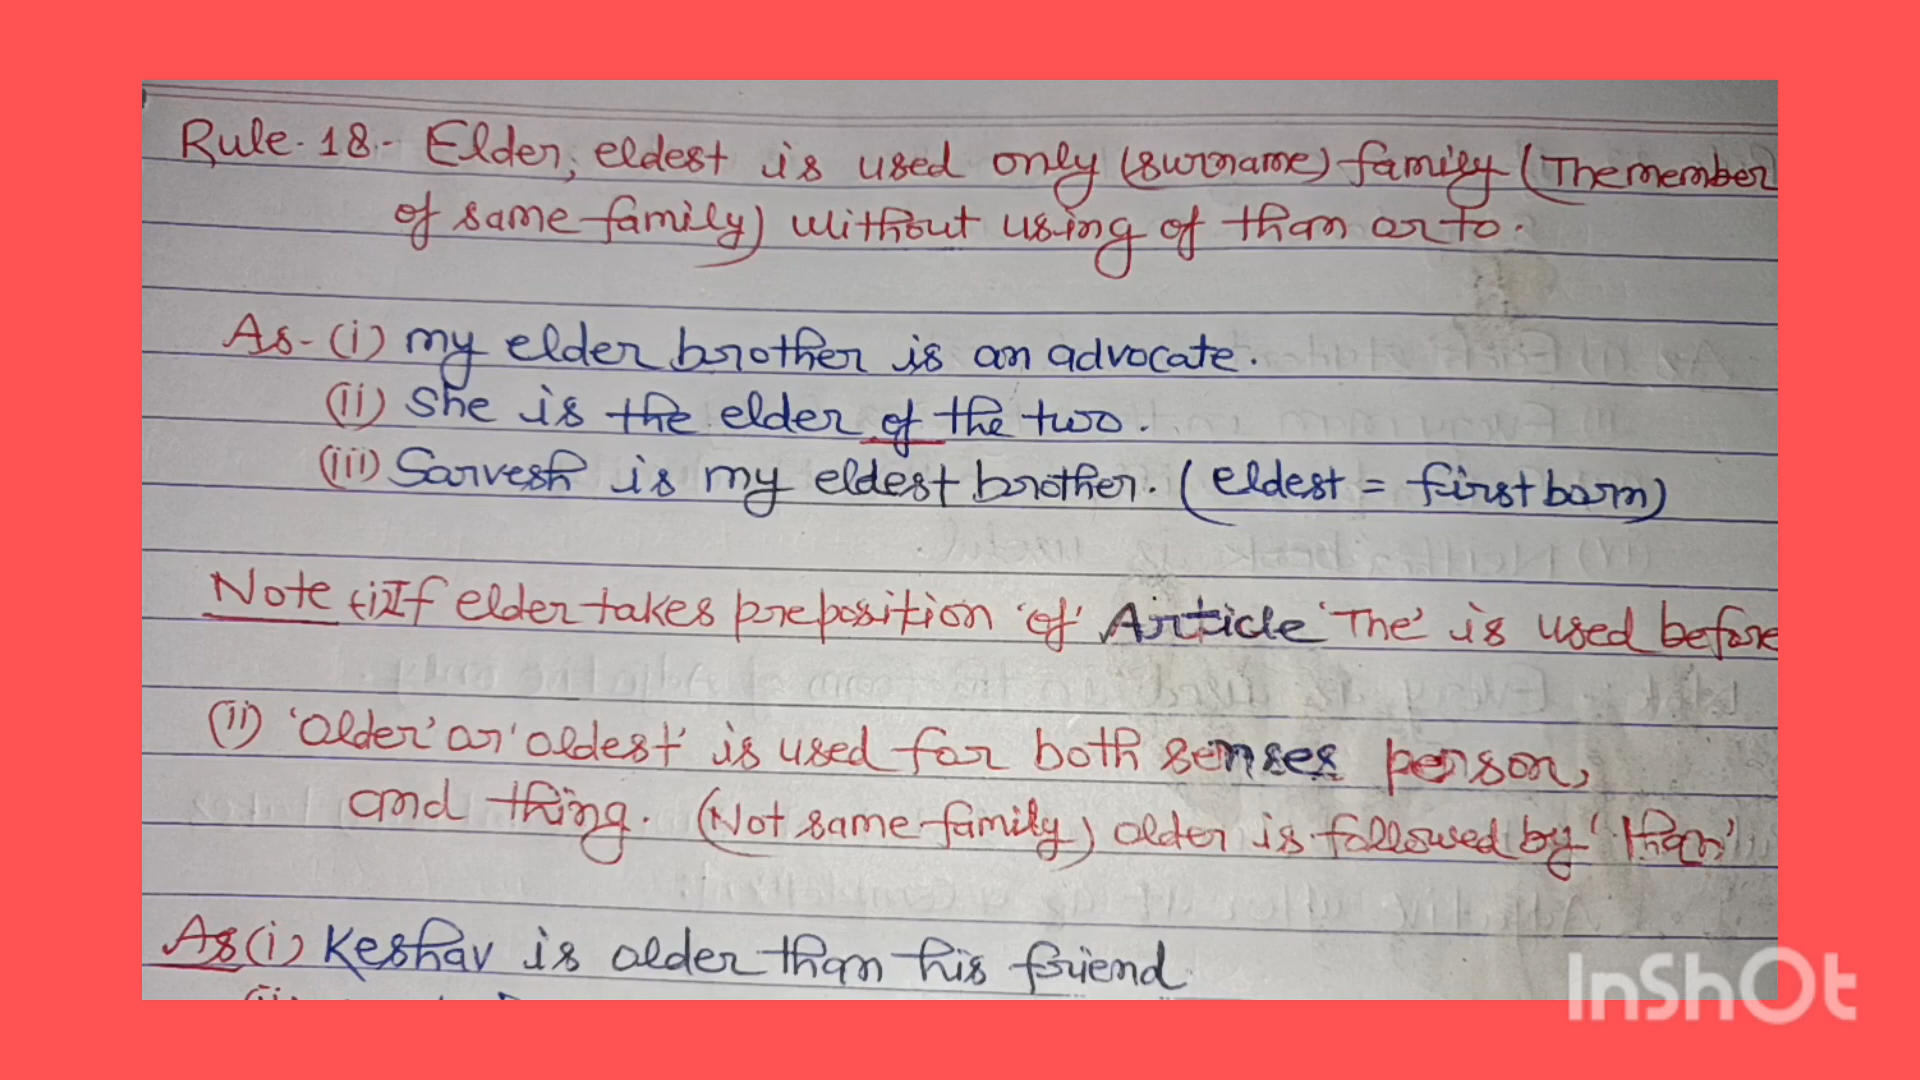 Rule-18.- Elder, eldest is used only (surname) family (The member
of same family) without using of than or to.
As- (i) my elder brother is an advocate.
(ii) She is the elder of the two.
(iii) Sarvesh is my eldest brother. (eldest = first born)
Note (i) If elder takes preposition 'of' Article 'The' is used before
(ii) 'older' or 'oldest' is used for both senses person,
and thing. (Not same family) older is followed by 'than'
As (i) Keshav is older than his friend
InShOt